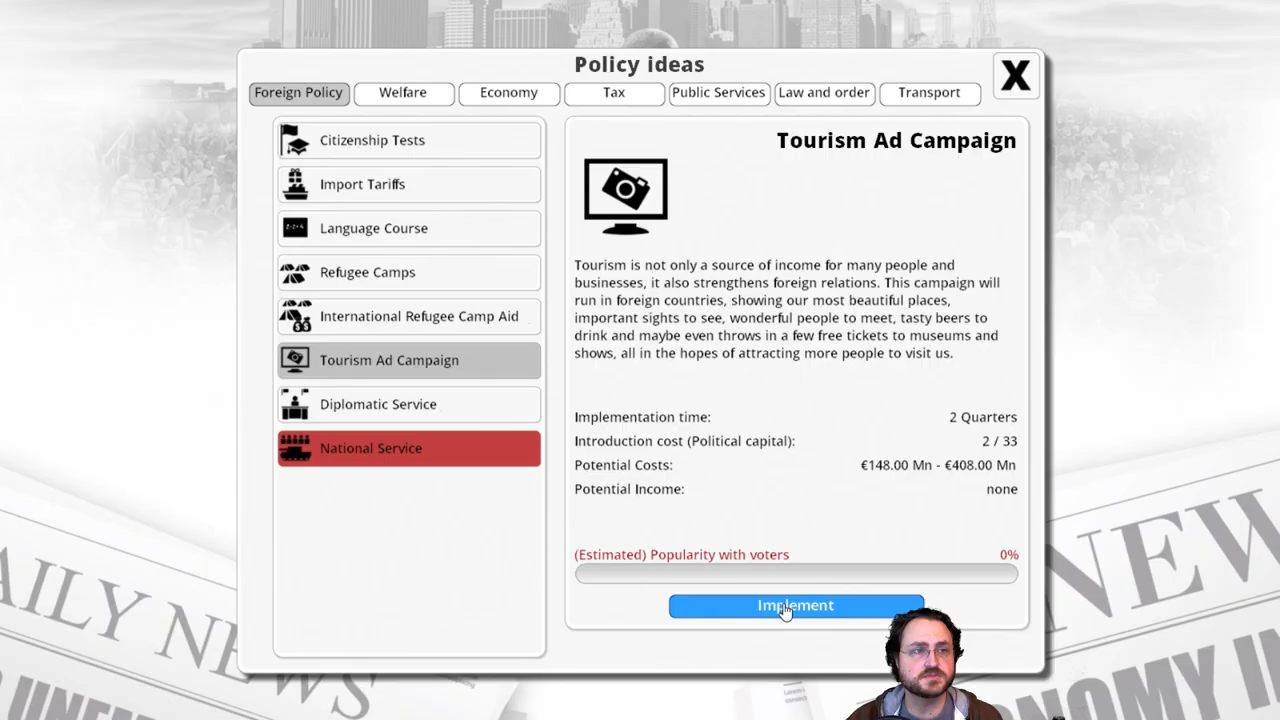 Policy ideas
X
Foreign Policy
Welfare
Economy
Tax
Public Services
Law and order
Transport
Citizenship Tests
Import Tariffs
Language Course
Refugee Camps
International Refugee Camp Aid
Tourism Ad Campaign
Diplomatic Service
National Service
Tourism Ad Campaign
Tourism is not only a source of income for many people and
businesses, it also strengthens foreign relations. This campaign will
run in foreign countries, showing our most beautiful places,
important sights to see, wonderful people to meet, tasty beers to
drink and maybe even throws in a few free tickets to museums and
shows, all in the hopes of attracting more people to visit us.
Implementation time: 2 Quarters
Introduction cost (Political capital): 2 / 33
Potential Costs: €148.00 Mn - €408.00 Mn
Potential Income: none
(Estimated) Popularity with voters 0%
Implement
AILY NEWS
NEW